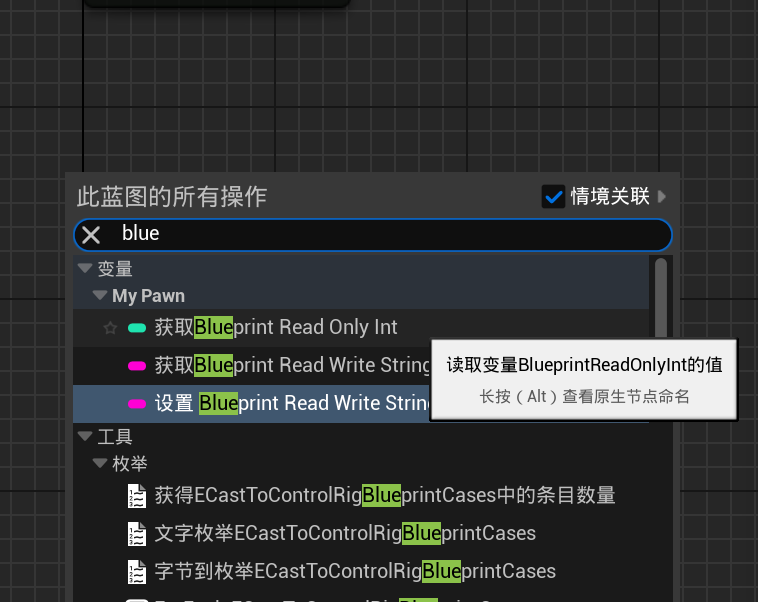 此蓝图的所有操作
情境关联
blue
变量
My Pawn
获取Blueprint Read Only Int
获取Blueprint Read Write String
读取变量BlueprintReadOnlyInt的值
长按（Alt）查看原生节点命名
设置 Blueprint Read Write String
工具
枚举
获得ECastToControlRigBlueprintCases中的条目数量
文字枚举ECastToControlRigBlueprintCases
字节到枚举ECastToControlRigBlueprintCases